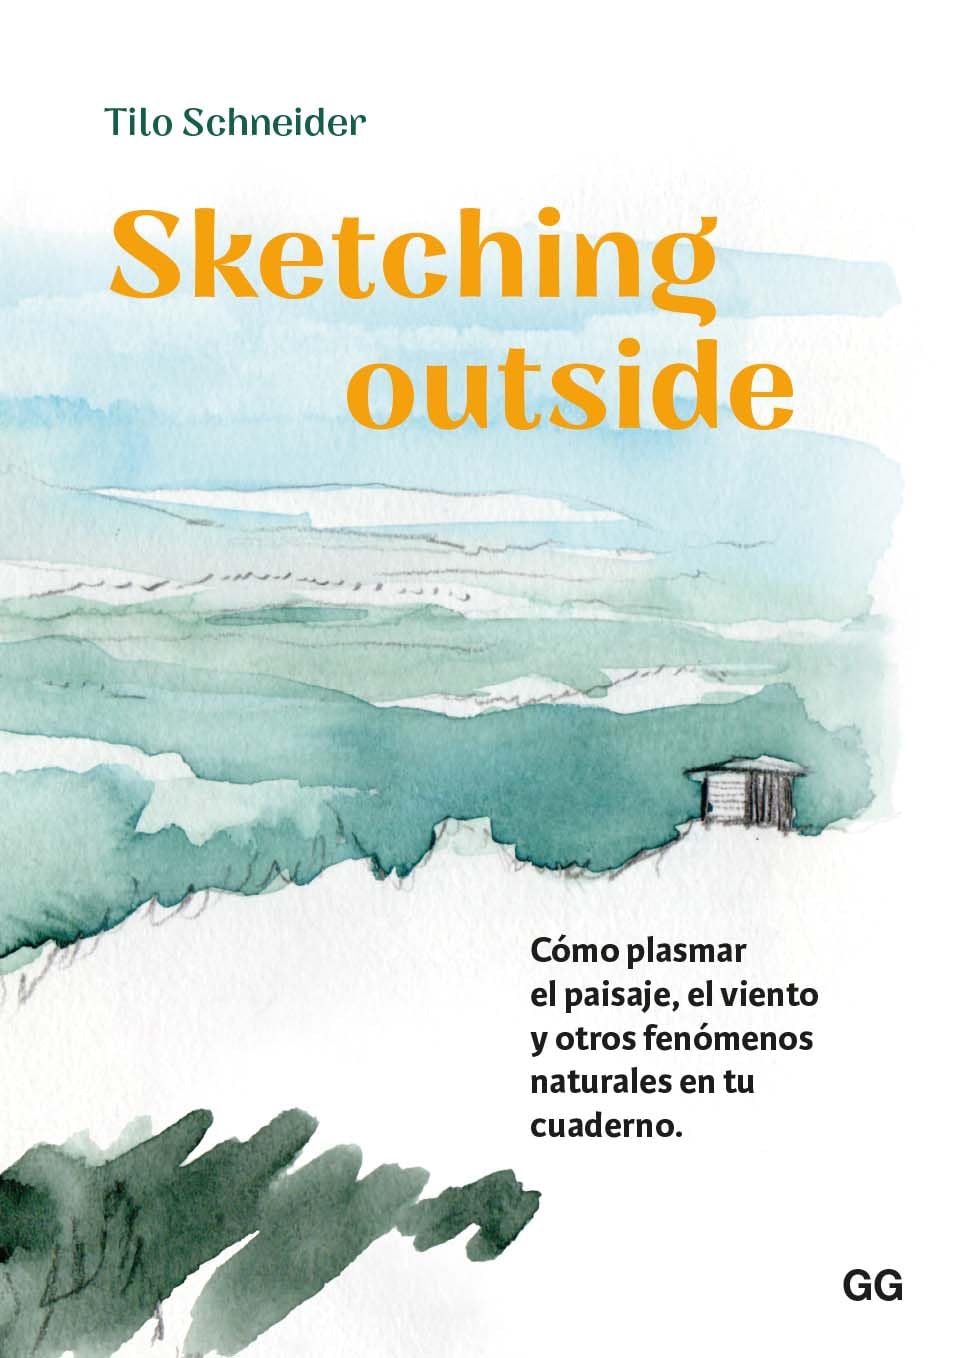 Tilo Schneider
Sketching
outside
Cómo plasmar
el paisaje, el viento
y otros fenómenos
naturales en tu
cuaderno.
GG